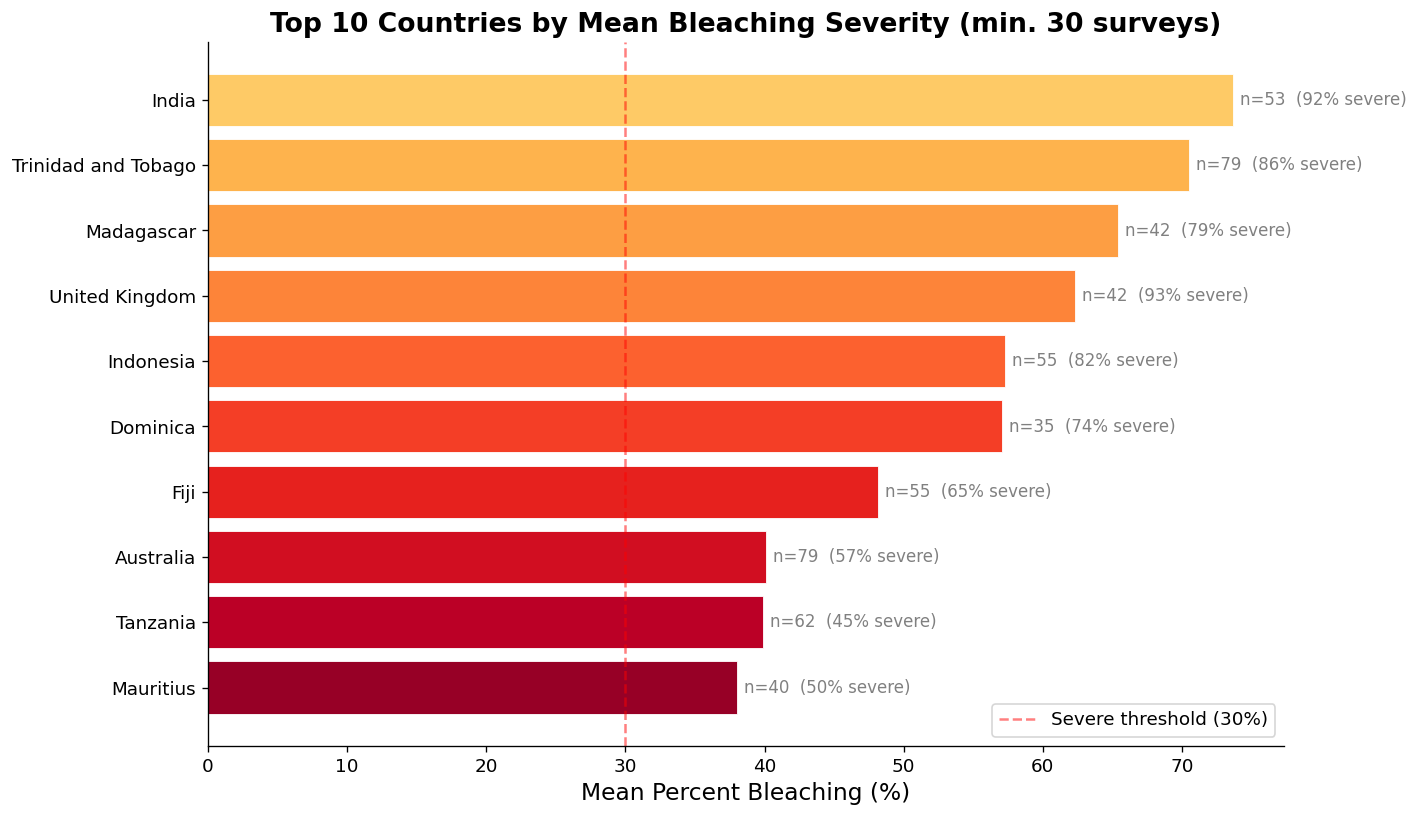 Top 10 Countries by Mean Bleaching Severity (min. 30 surveys)
India n=53 (92% severe)
Trinidad and Tobago n=79 (86% severe)
Madagascar n=42 (79% severe)
United Kingdom n=42 (93% severe)
Indonesia n=55 (82% severe)
Dominica n=35 (74% severe)
Fiji n=55 (65% severe)
Australia n=79 (57% severe)
Tanzania n=62 (45% severe)
Mauritius n=40 (50% severe)
Severe threshold (30%)
0 10 20 30 40 50 60 70
Mean Percent Bleaching (%)